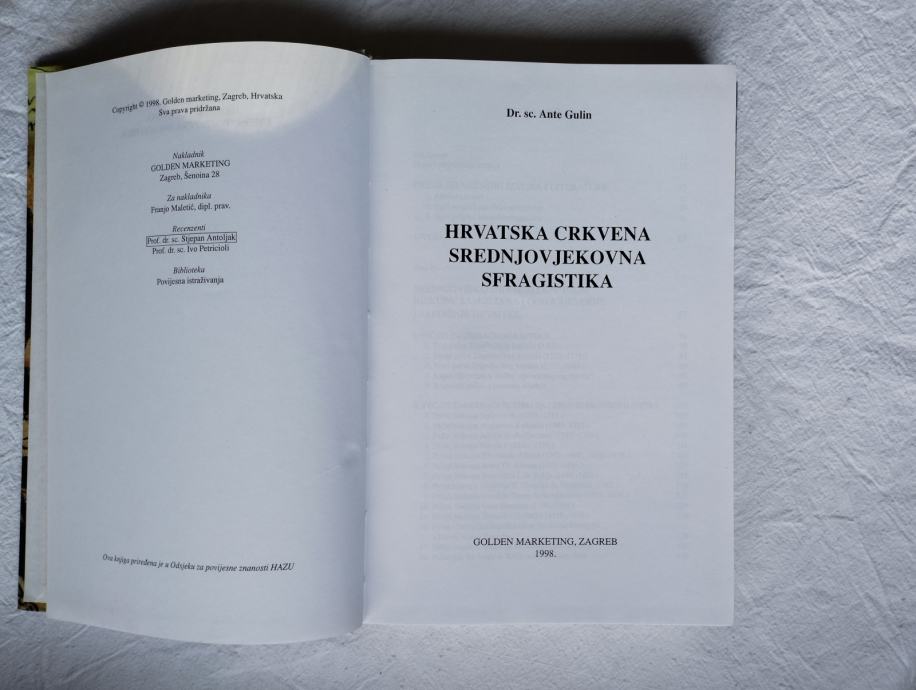 Copyright © 1998. Golden marketing, Zagreb, Hrvatska
Sva prava pridržana
Nakladnik
GOLDEN MARKETING
Zagreb, Šenoina 28
Za nakladnika
Franjo Maletić, dipl. prav.
Recenzenti
Prof. dr. sc. Stjepan Antoljak
Prof. dr. sc. Ivo Petricioli
Biblioteka
Povijesna istraživanja
Ova knjiga priređena je u Odsjeku za povijesne znanosti HAZU
Dr. sc. Ante Gulin
HRVATSKA CRKVENA
SREDNJOVJEKOVNA
SFRAGISTIKA
GOLDEN MARKETING, ZAGREB
1998.